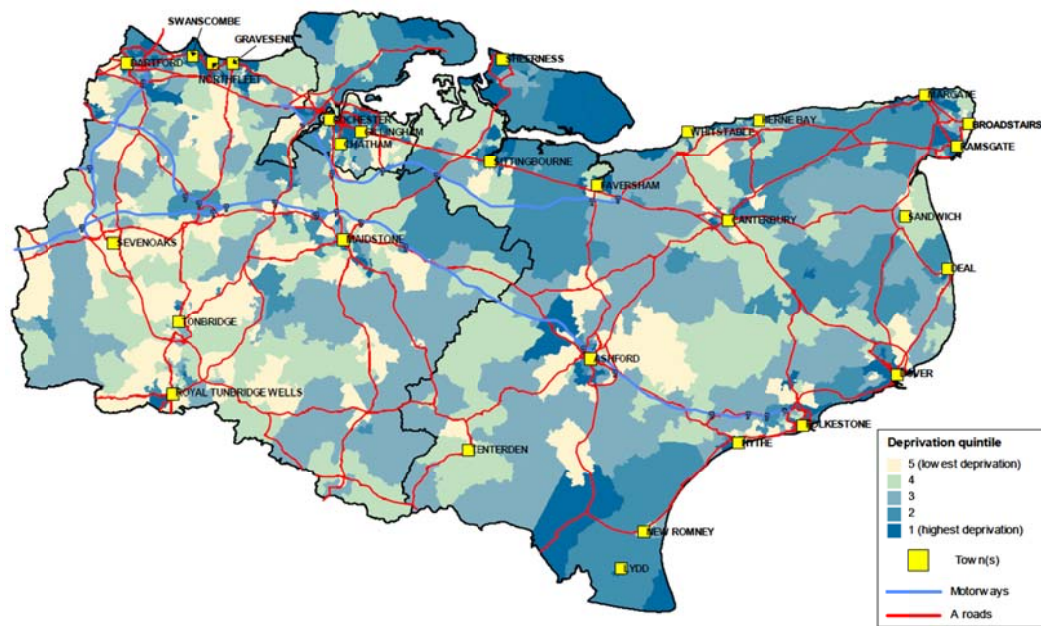 SWANSCOMBE
GRAVESEND
DARTFORD
NORTHFLEET
SHEERNESS
ROCHESTER
GILLINGHAM
CHATHAM
SITTINGBOURNE
MARGATE
HERNE BAY
WHITSTABLE
BROADSTAIRS
RAMSGATE
FAVERSHAM
CANTERBURY
SANDWICH
SEVENOAKS
MAIDSTONE
DEAL
TONBRIDGE
ASHFORD
DOVER
ROYAL TUNBRIDGE WELLS
FOLKESTONE
HYTHE
TENTERDEN
NEW ROMNEY
LYDD
Deprivation quintile
5 (lowest deprivation)
4
3
2
1 (highest deprivation)
Town(s)
Motorways
A roads